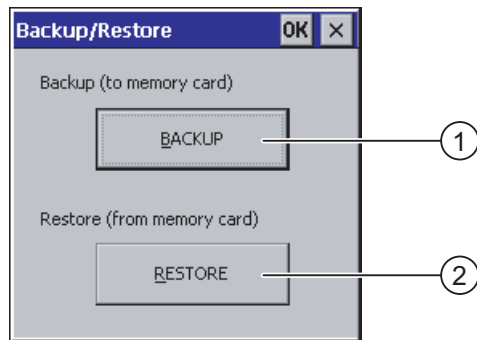 Backup/Restore OK ×
Backup (to memory card)
BACKUP 1
Restore (from memory card)
RESTORE 2